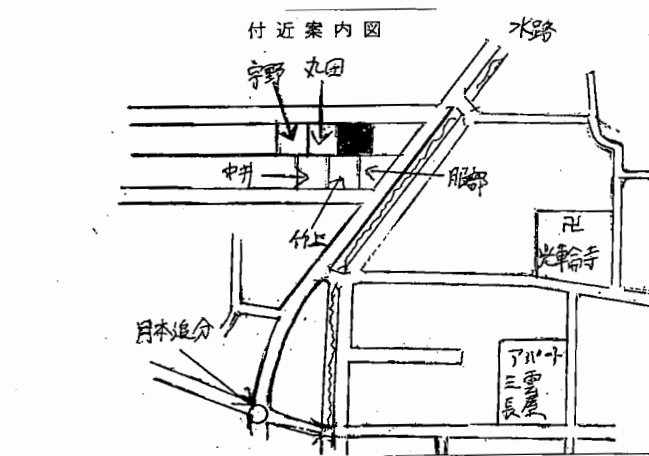 付近案内図
水路
宇野
丸田
中井
服部
竹上
卍
光輪寺
月本追分
アパート
三雲
長屋